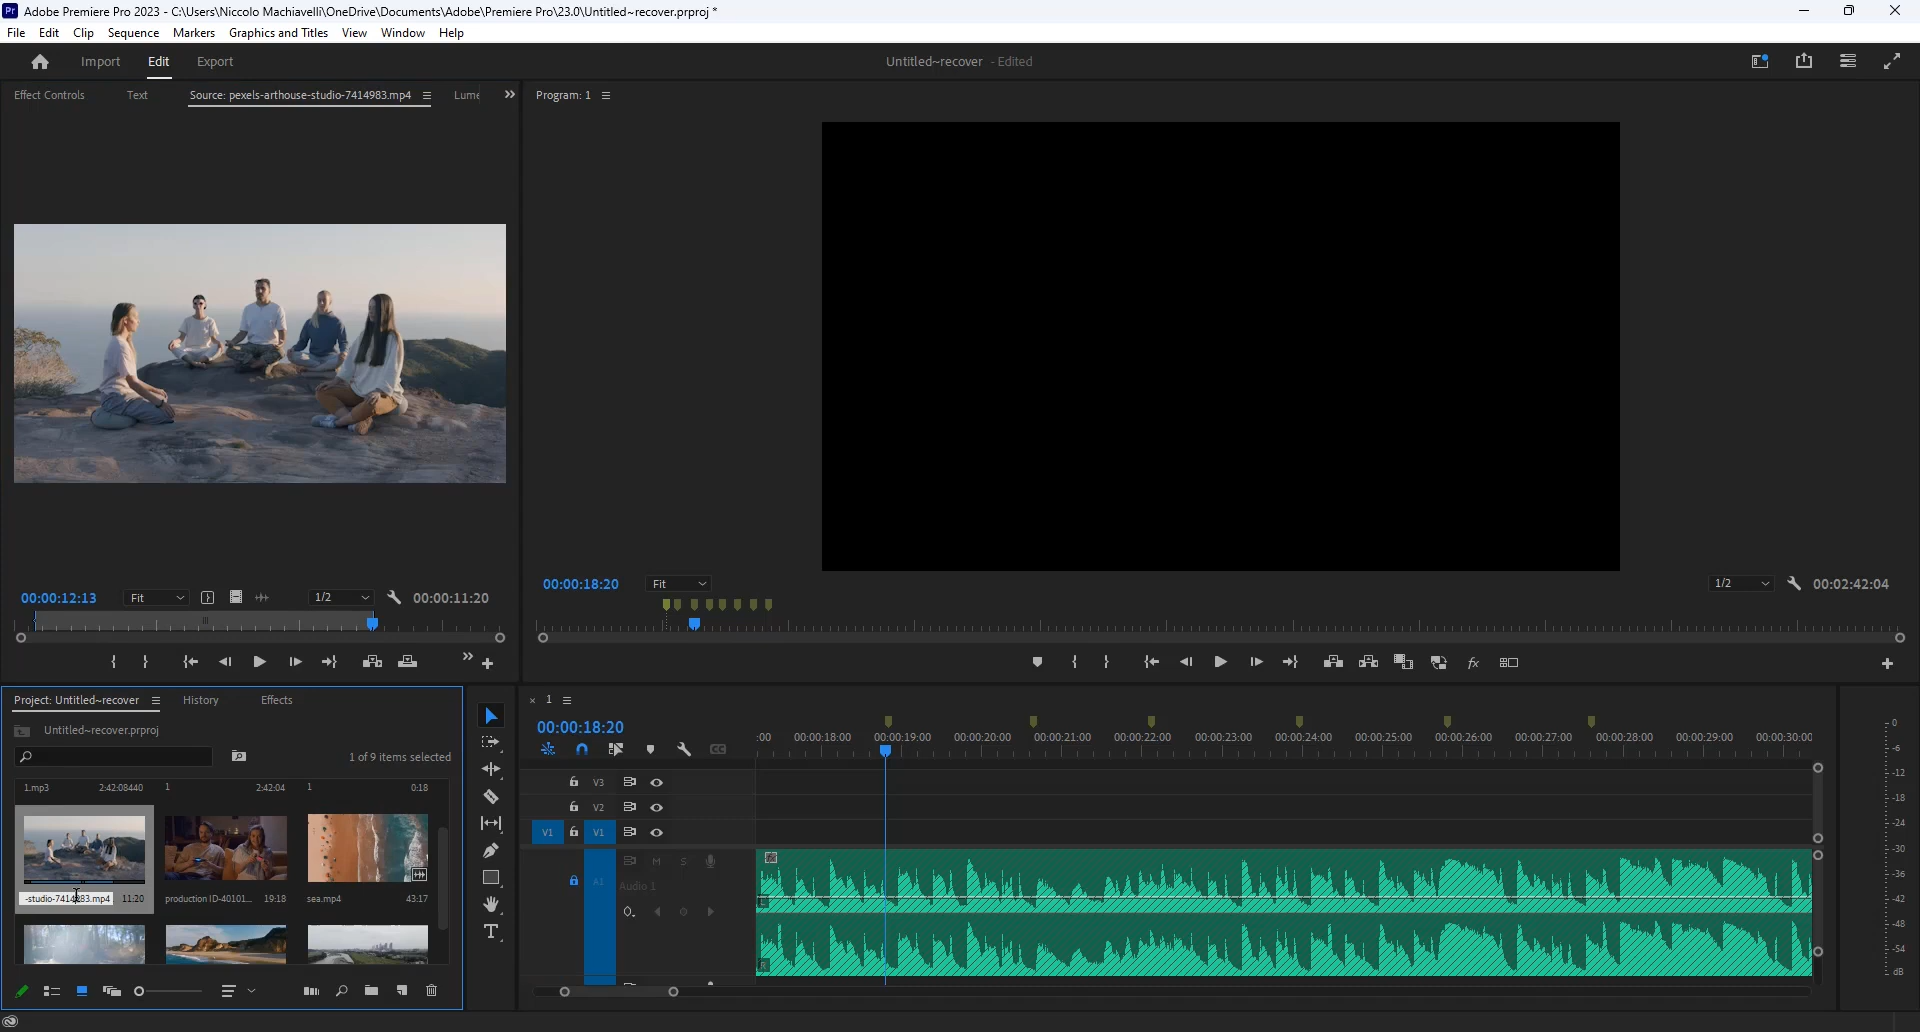 Pr Adobe Premiere Pro 2023 - C:\Users\Niccolo Machiavelli\OneDrive\Documents\Adobe\Premiere Pro\23.0\Untitled~recover.prproj *
File Edit Clip Sequence Markers Graphics and Titles View Window Help
Import Edit Export
Untitled~recover - Edited
Effect Controls Text Source: pexels-arthouse-studio-7414983.mp4 Lume
Program: 1
00:00:12:13 Fit 1/2 00:00:11:20
00:00:18:20 Fit 1/2 00:02:42:04
Project: Untitled~recover History Effects
Untitled~recover.prproj
1 of 9 items selected
1.mp3 2:42:08440 1 2:42:04 1 0:18
-studio-7414983.mp4 11:20 production ID-40101... 19:18 sea.mp4 43:17
1
00:00:18:20
:00 00:00:18:00 00:00:19:00 00:00:20:00 00:00:21:00 00:00:22:00 00:00:23:00 00:00:24:00 00:00:25:00 00:00:26:00 00:00:27:00 00:00:28:00 00:00:29:00 00:00:30:00
V3
V2
V1 V1
A1 M S
Audio 1
L
R
0
-6
-12
-18
-24
-30
-36
-42
-48
-54
dB